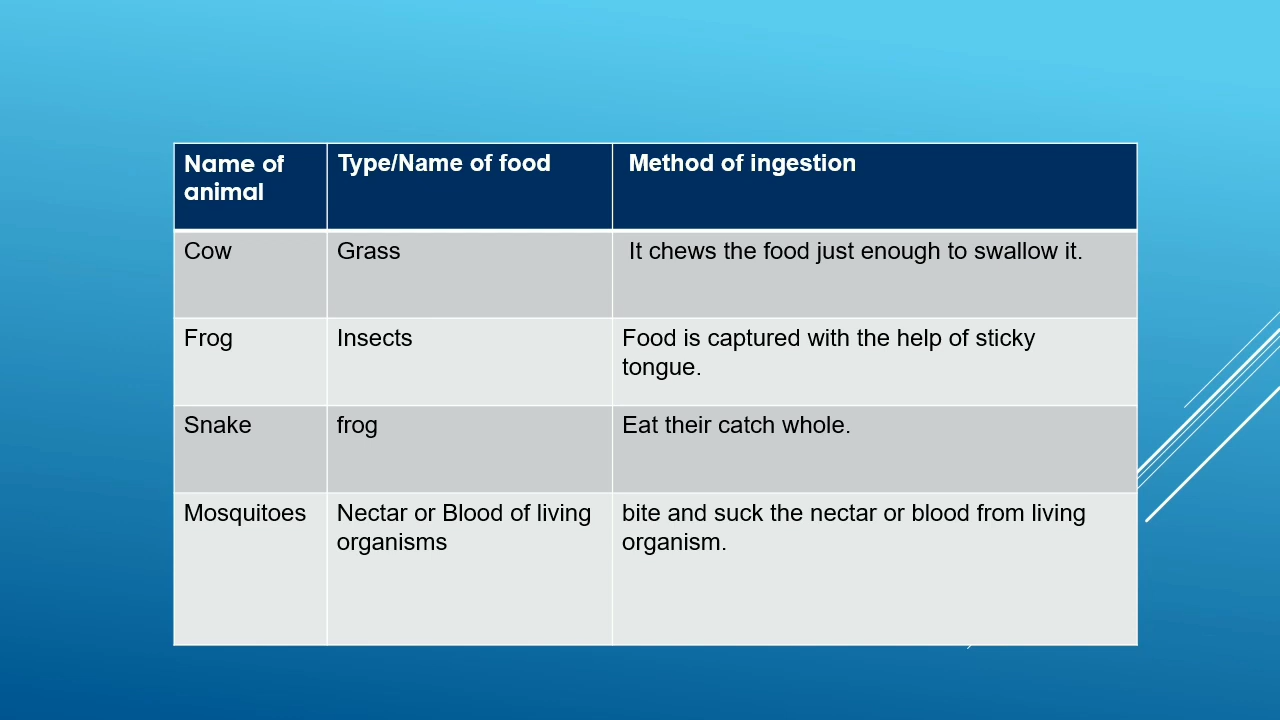 Name of
animal
Type/Name of food
Method of ingestion
Cow
Grass
It chews the food just enough to swallow it.
Frog
Insects
Food is captured with the help of sticky
tongue.
Snake
frog
Eat their catch whole.
Mosquitoes
Nectar or Blood of living
organisms
bite and suck the nectar or blood from living
organism.